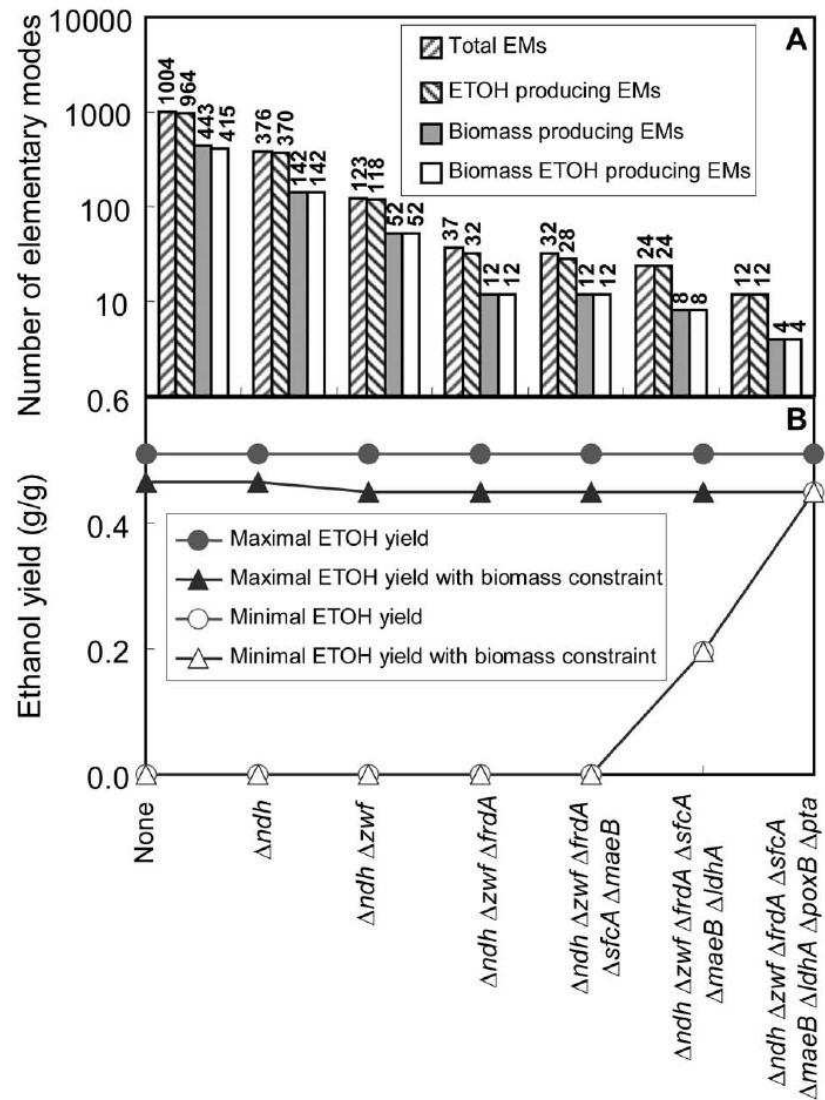 10000
1000
100
10
0.6
0.4
0.2
0.0
Number of elementary modes
Ethanol yield (g/g)
A
Total EMs
ETOH producing EMs
Biomass producing EMs
Biomass ETOH producing EMs
1004 964 443 415
376 370 142 142
123 118 52 52
37 32 12 12
32 28 12 12
24 24 8 8
12 12 4 4
B
Maximal ETOH yield
Maximal ETOH yield with biomass constraint
Minimal ETOH yield
Minimal ETOH yield with biomass constraint
None
Δndh
Δndh Δzwf
Δndh Δzwf ΔfrdA
Δndh Δzwf ΔfrdA
ΔsfcA ΔmaeB
Δndh Δzwf ΔfrdA ΔsfcA
ΔmaeB ΔldhA
Δndh Δzwf ΔfrdA ΔsfcA
ΔmaeB ΔldhA ΔpoxB Δpta